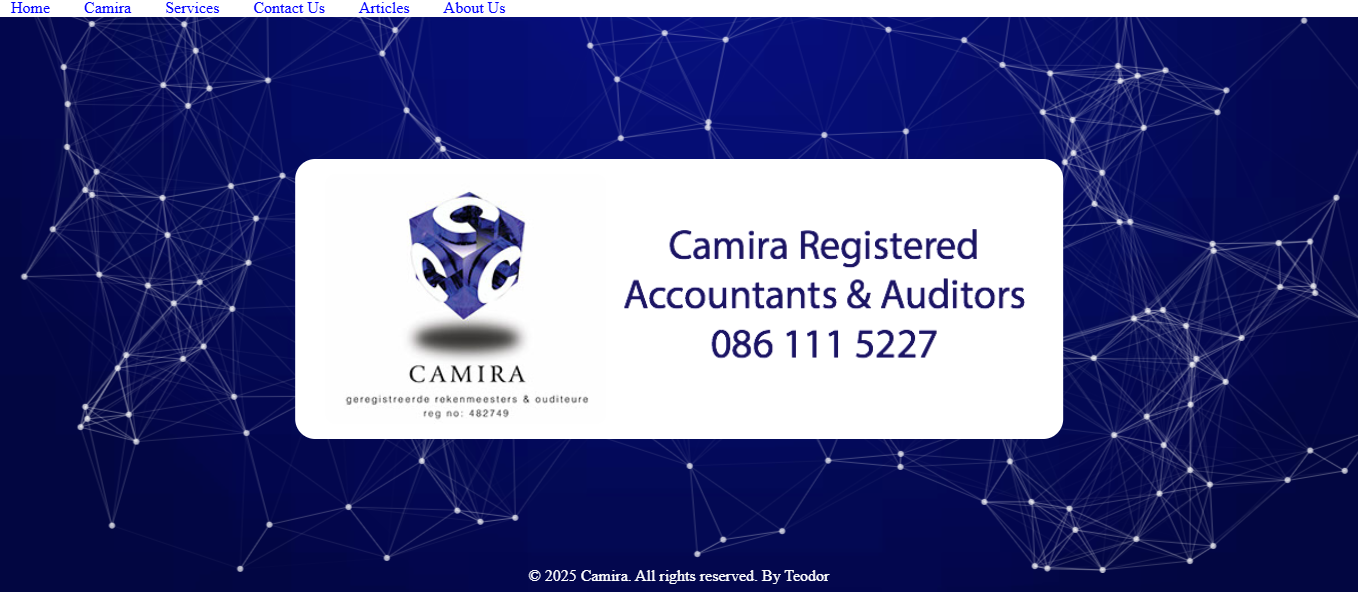 Home Camira Services Contact Us Articles About Us
C
C C
CAMIRA
geregistreerde rekenmeesters & ouditeure
reg no: 482749
Camira Registered
Accountants & Auditors
086 111 5227
© 2025 Camira. All rights reserved. By Teodor